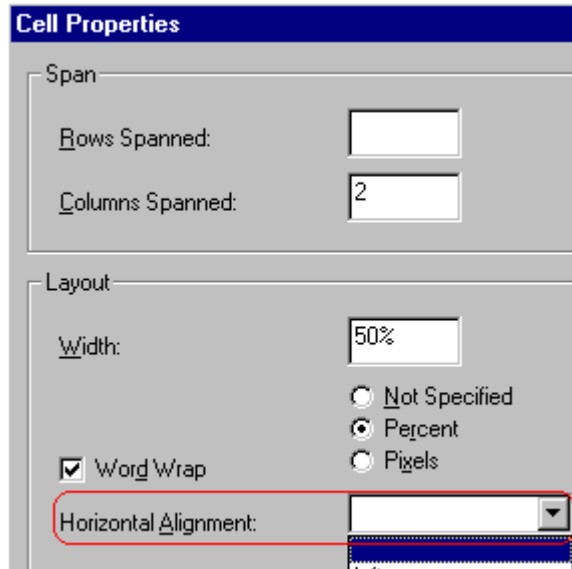 Cell Properties
Span
Rows Spanned:
Columns Spanned: 2
Layout
Width: 50%
Not Specified
Percent
Word Wrap
Pixels
Horizontal Alignment: